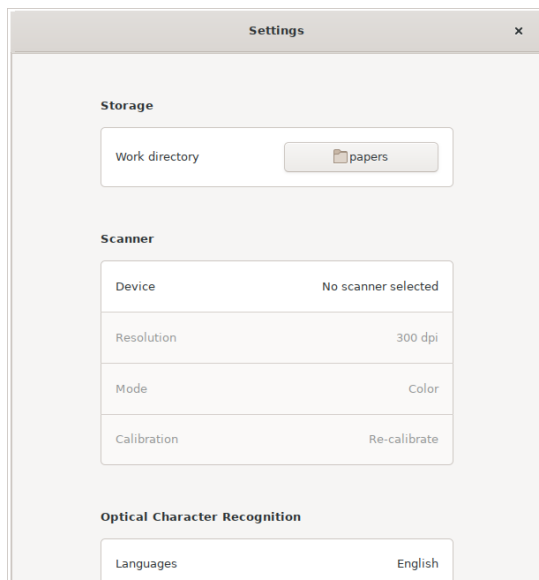 Settings
Storage
Work directory papers
Scanner
Device No scanner selected
Resolution 300 dpi
Mode Color
Calibration Re-calibrate
Optical Character Recognition
Languages English